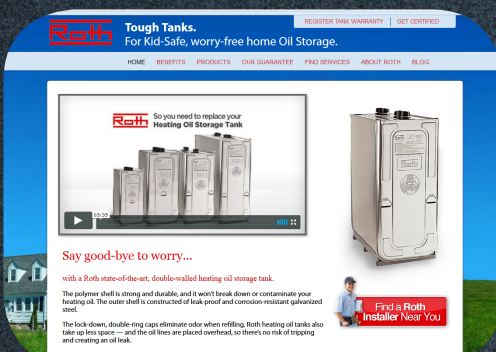 REGISTER TANK WARRANTY | GET CERTIFIED
Roth
Tough Tanks.
For Kid-Safe, worry-free home Oil Storage.
HOME BENEFITS PRODUCTS OUR GUARANTEE FIND SERVICES ABOUT ROTH BLOG
Roth
So you need to replace your
Heating Oil Storage Tank
03:35
Say good-bye to worry...
with a Roth state-of-the-art, double-walled heating oil storage tank.
The polymer shell is strong and durable, and it won't break down or contaminate your
heating oil. The outer shell is constructed of leak-proof and corrosion-resistant galvanized
steel.
The lock-down, double-ring caps eliminate odor when refilling, Roth heating oil tanks also
take up less space — and the oil lines are placed overhead, so there's no risk of tripping
and creating an oil leak.
Find a Roth
Installer Near You